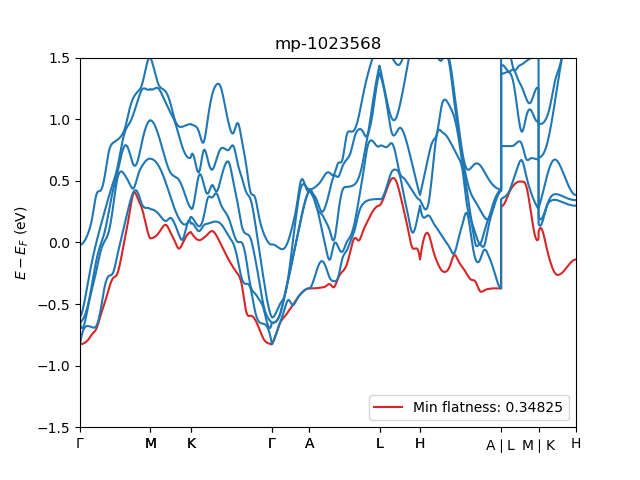 mp-1023568
1.5
1.0
0.5
0.0
−0.5
−1.0
−1.5
E − E_F (eV)
Min flatness: 0.34825
Γ M K Γ A L H A | L M | K H